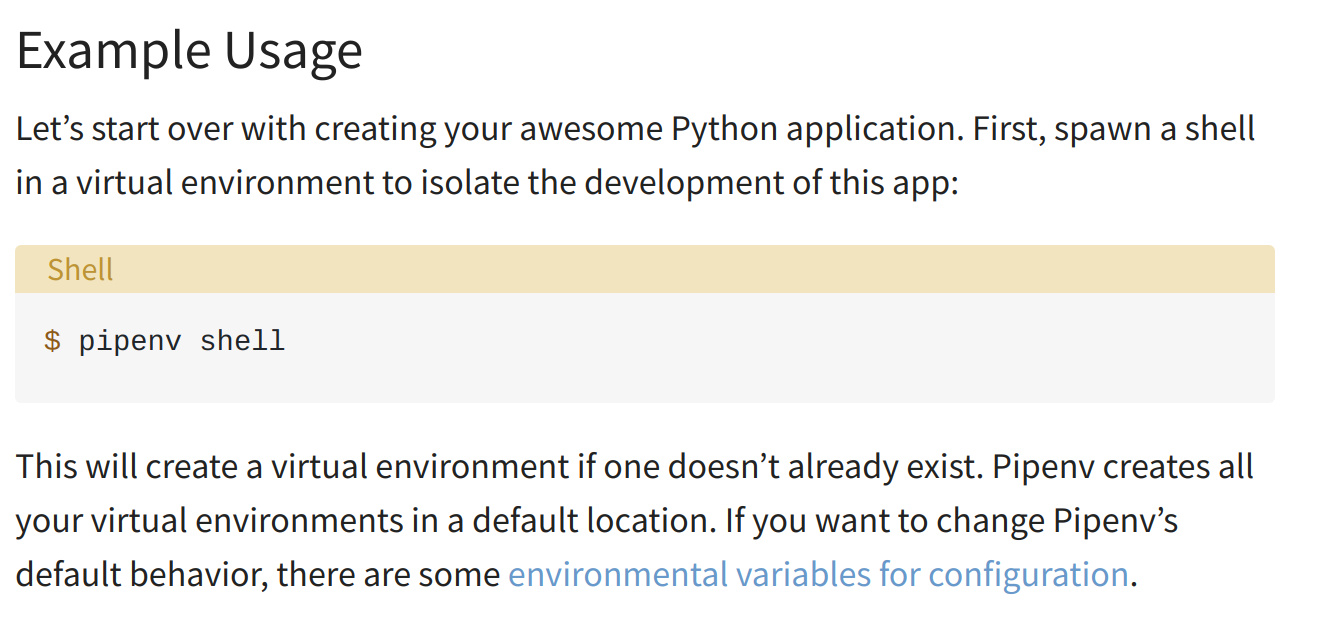 Example Usage
Let’s start over with creating your awesome Python application. First, spawn a shell
in a virtual environment to isolate the development of this app:
Shell
$ pipenv shell
This will create a virtual environment if one doesn’t already exist. Pipenv creates all
your virtual environments in a default location. If you want to change Pipenv’s
default behavior, there are some environmental variables for configuration.